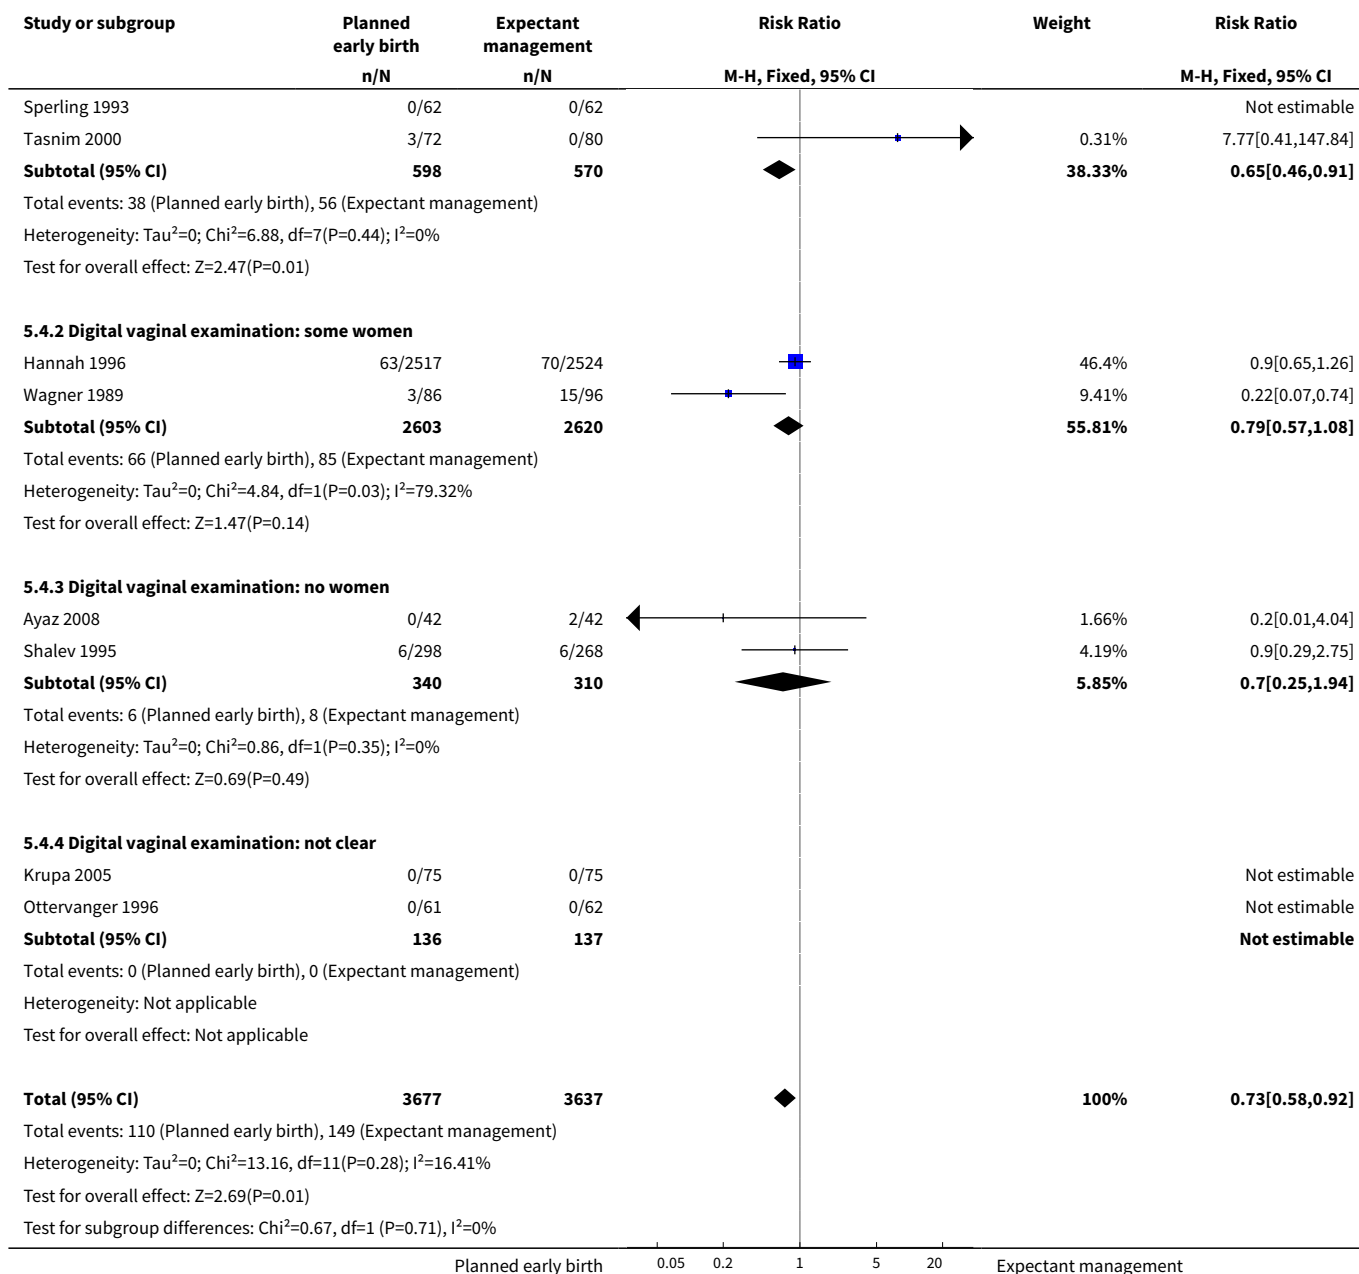 Study or subgroup Planned early birth Expectant management Risk Ratio Weight Risk Ratio
n/N n/N M-H, Fixed, 95% CI M-H, Fixed, 95% CI
Sperling 1993 0/62 0/62 Not estimable
Tasnim 2000 3/72 0/80 0.31% 7.77[0.41,147.84]
Subtotal (95% CI) 598 570 38.33% 0.65[0.46,0.91]
Total events: 38 (Planned early birth), 56 (Expectant management)
Heterogeneity: Tau²=0; Chi²=6.88, df=7(P=0.44); I²=0%
Test for overall effect: Z=2.47(P=0.01)
5.4.2 Digital vaginal examination: some women
Hannah 1996 63/2517 70/2524 46.4% 0.9[0.65,1.26]
Wagner 1989 3/86 15/96 9.41% 0.22[0.07,0.74]
Subtotal (95% CI) 2603 2620 55.81% 0.79[0.57,1.08]
Total events: 66 (Planned early birth), 85 (Expectant management)
Heterogeneity: Tau²=0; Chi²=4.84, df=1(P=0.03); I²=79.32%
Test for overall effect: Z=1.47(P=0.14)
5.4.3 Digital vaginal examination: no women
Ayaz 2008 0/42 2/42 1.66% 0.2[0.01,4.04]
Shalev 1995 6/298 6/268 4.19% 0.9[0.29,2.75]
Subtotal (95% CI) 340 310 5.85% 0.7[0.25,1.94]
Total events: 6 (Planned early birth), 8 (Expectant management)
Heterogeneity: Tau²=0; Chi²=0.86, df=1(P=0.35); I²=0%
Test for overall effect: Z=0.69(P=0.49)
5.4.4 Digital vaginal examination: not clear
Krupa 2005 0/75 0/75 Not estimable
Ottervanger 1996 0/61 0/62 Not estimable
Subtotal (95% CI) 136 137 Not estimable
Total events: 0 (Planned early birth), 0 (Expectant management)
Heterogeneity: Not applicable
Test for overall effect: Not applicable
Total (95% CI) 3677 3637 100% 0.73[0.58,0.92]
Total events: 110 (Planned early birth), 149 (Expectant management)
Heterogeneity: Tau²=0; Chi²=13.16, df=11(P=0.28); I²=16.41%
Test for overall effect: Z=2.69(P=0.01)
Test for subgroup differences: Chi²=0.67, df=1 (P=0.71), I²=0%
Planned early birth 0.05 0.2 1 5 20 Expectant management